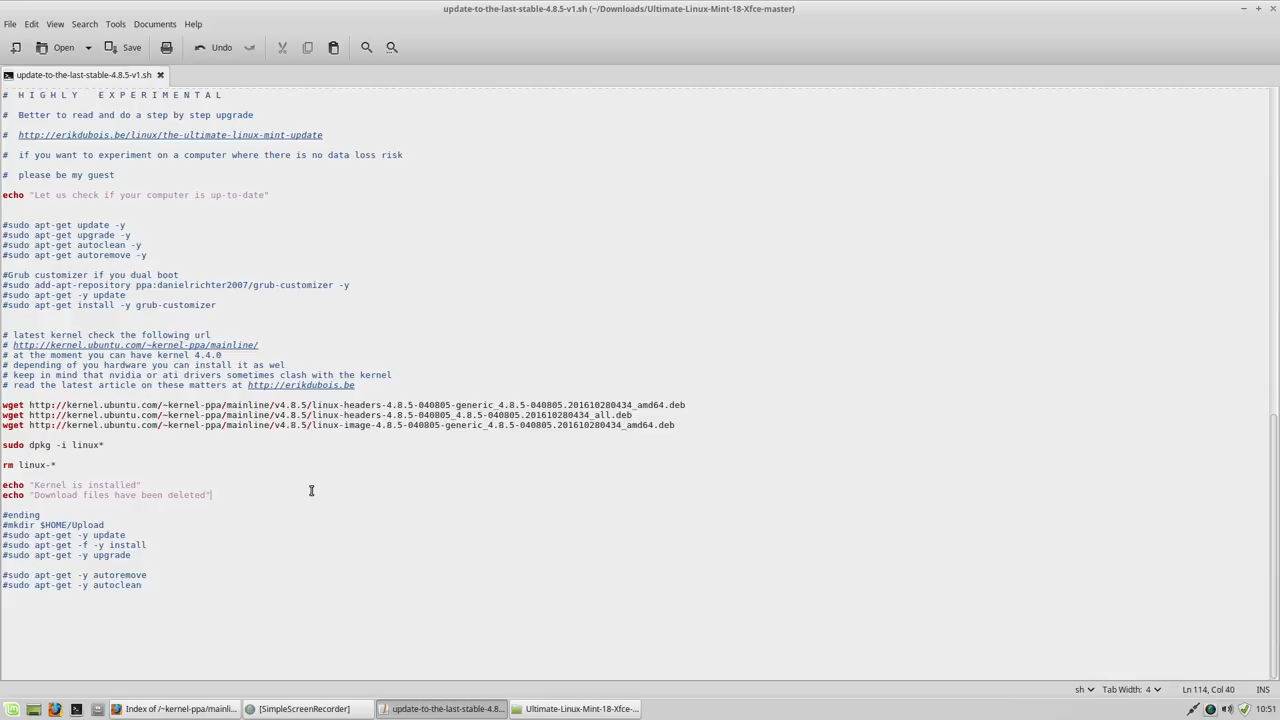 update-to-the-last-stable-4.8.5-v1.sh (~/Downloads/Ultimate-Linux-Mint-18-Xfce-master)
File Edit View Search Tools Documents Help
Open Save Undo
update-to-the-last-stable-4.8.5-v1.sh
#  H I G H L Y   E X P E R I M E N T A L
#  Better to read and do a step by step upgrade
#  http://erikdubois.be/linux/the-ultimate-linux-mint-update
#  if you want to experiment on a computer where there is no data loss risk
#  please be my guest
echo "Let us check if your computer is up-to-date"
#sudo apt-get update -y
#sudo apt-get upgrade -y
#sudo apt-get autoclean -y
#sudo apt-get autoremove -y
#Grub customizer if you dual boot
#sudo add-apt-repository ppa:danielrichter2007/grub-customizer -y
#sudo apt-get -y update
#sudo apt-get install -y grub-customizer
# latest kernel check the following url
# http://kernel.ubuntu.com/~kernel-ppa/mainline/
# at the moment you can have kernel 4.4.0
# depending of you hardware you can install it as wel
# keep in mind that nvidia or ati drivers sometimes clash with the kernel
# read the latest article on these matters at http://erikdubois.be
wget http://kernel.ubuntu.com/~kernel-ppa/mainline/v4.8.5/linux-headers-4.8.5-040805-generic_4.8.5-040805.201610280434_amd64.deb
wget http://kernel.ubuntu.com/~kernel-ppa/mainline/v4.8.5/linux-headers-4.8.5-040805_4.8.5-040805.201610280434_all.deb
wget http://kernel.ubuntu.com/~kernel-ppa/mainline/v4.8.5/linux-image-4.8.5-040805-generic_4.8.5-040805.201610280434_amd64.deb
sudo dpkg -i linux*
rm linux-*
echo "Kernel is installed"
echo "Download files have been deleted"
#ending
#mkdir $HOME/Upload
#sudo apt-get -y update
#sudo apt-get -f -y install
#sudo apt-get -y upgrade
#sudo apt-get -y autoremove
#sudo apt-get -y autoclean
sh Tab Width: 4 Ln 114, Col 40 INS
Index of /~kernel-ppa/mainli... [SimpleScreenRecorder] update-to-the-last-stable-4.8... Ultimate-Linux-Mint-18-Xfce-... 10:51